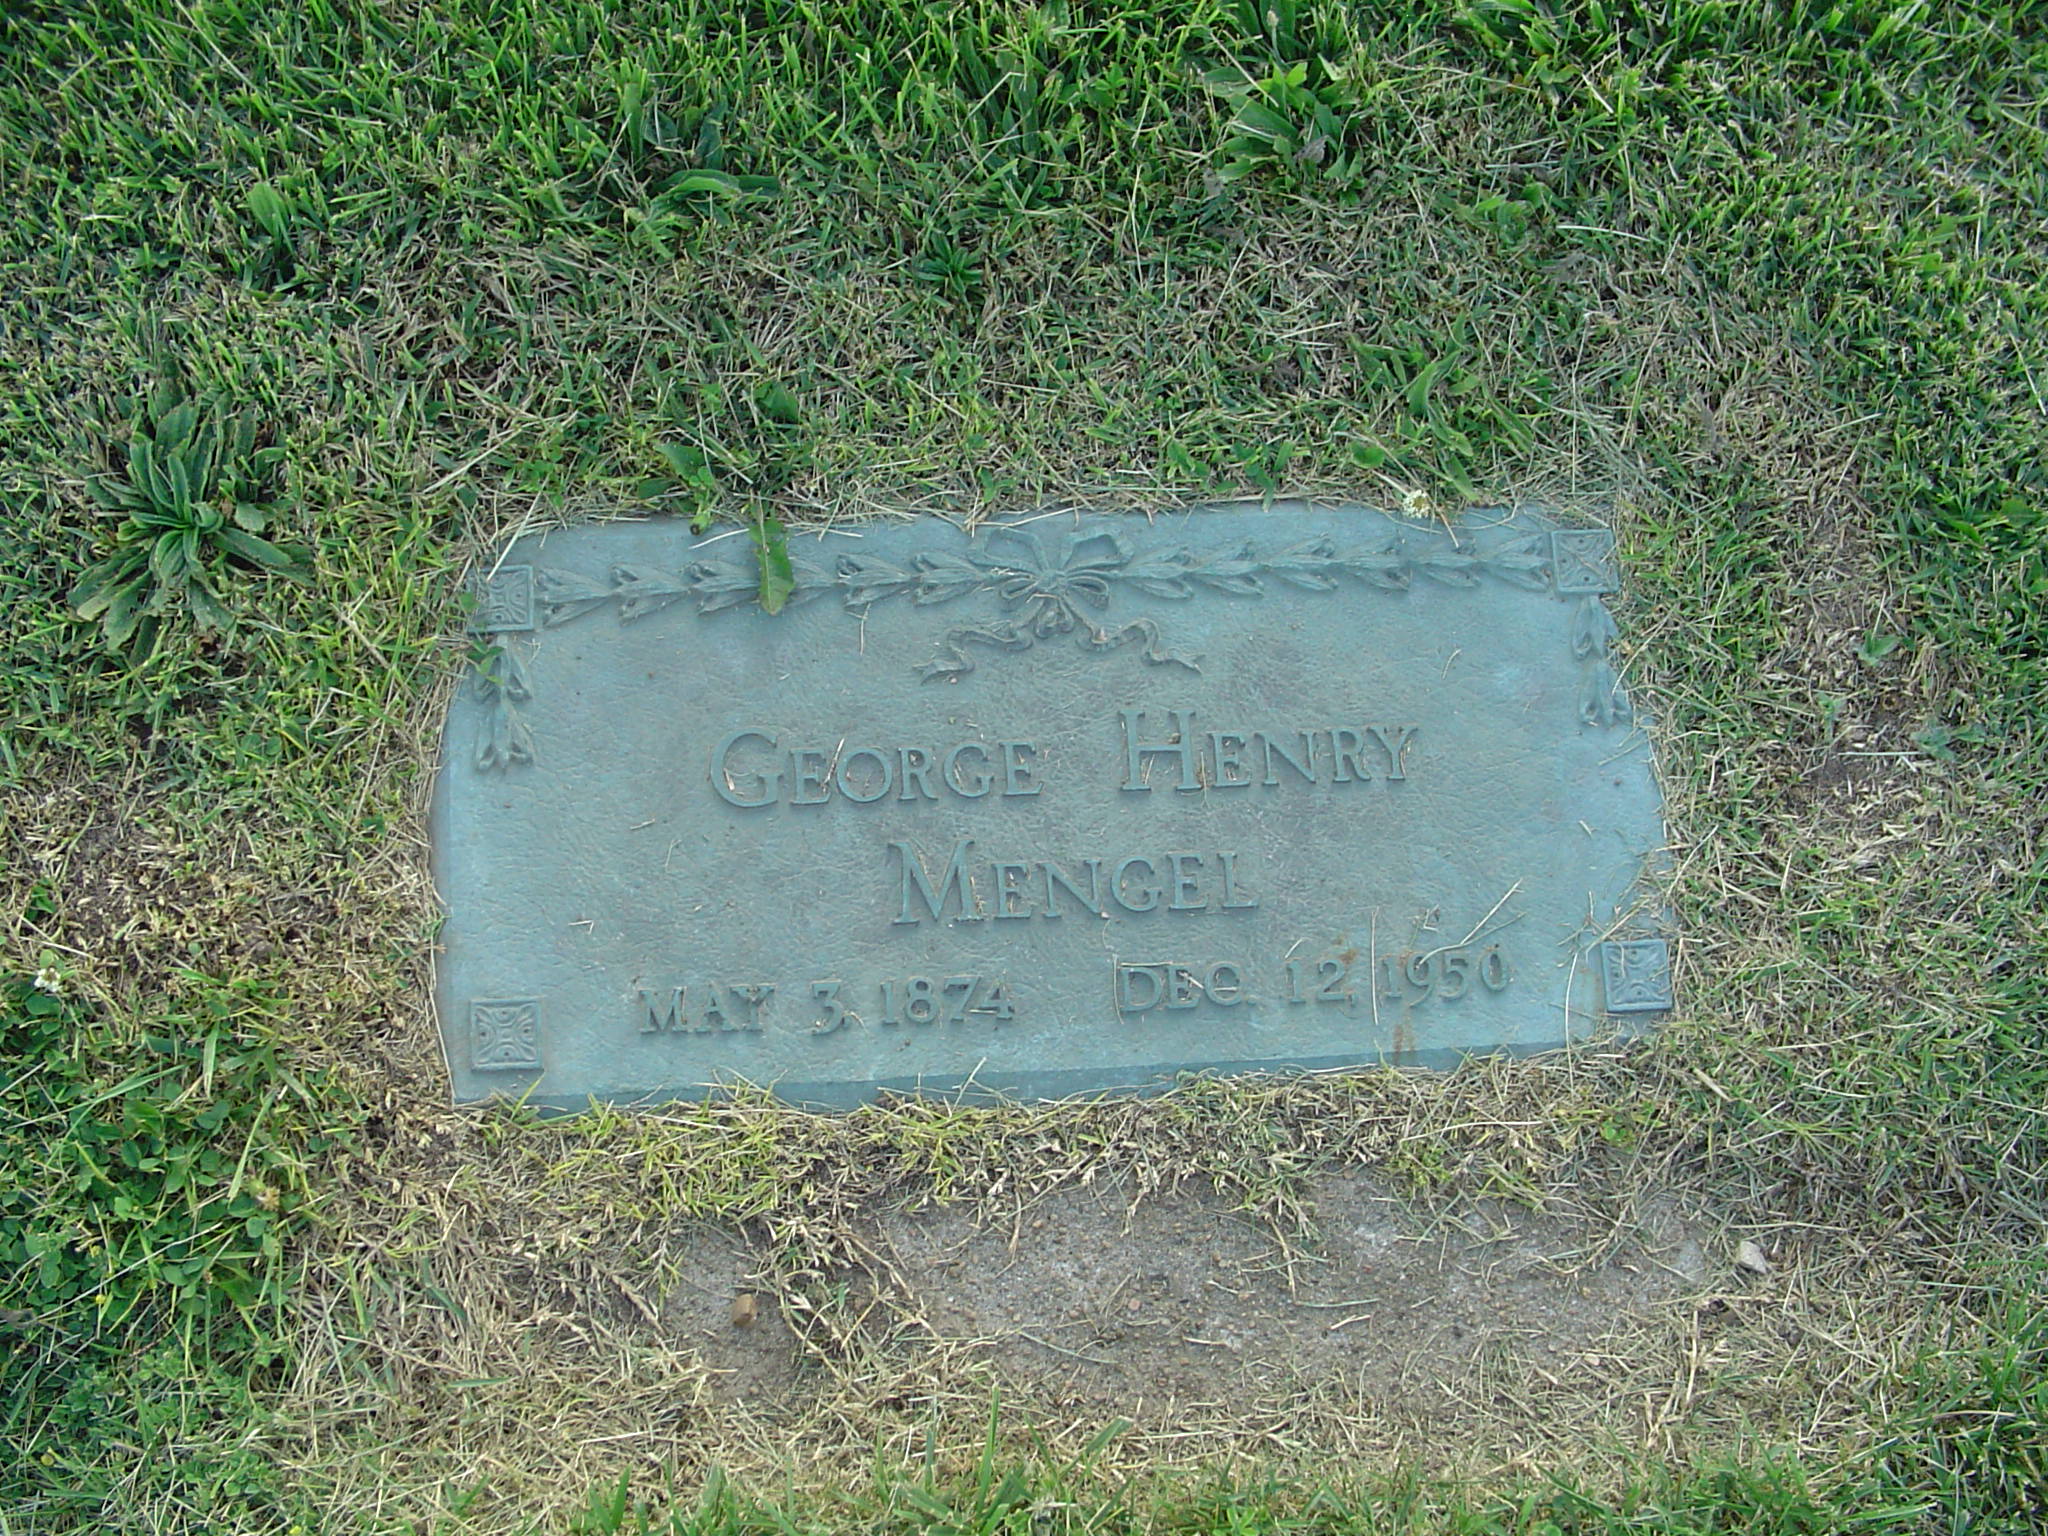 GEORGE HENRY
MENGEL
MAY 3, 1874 DEC. 12, 1950